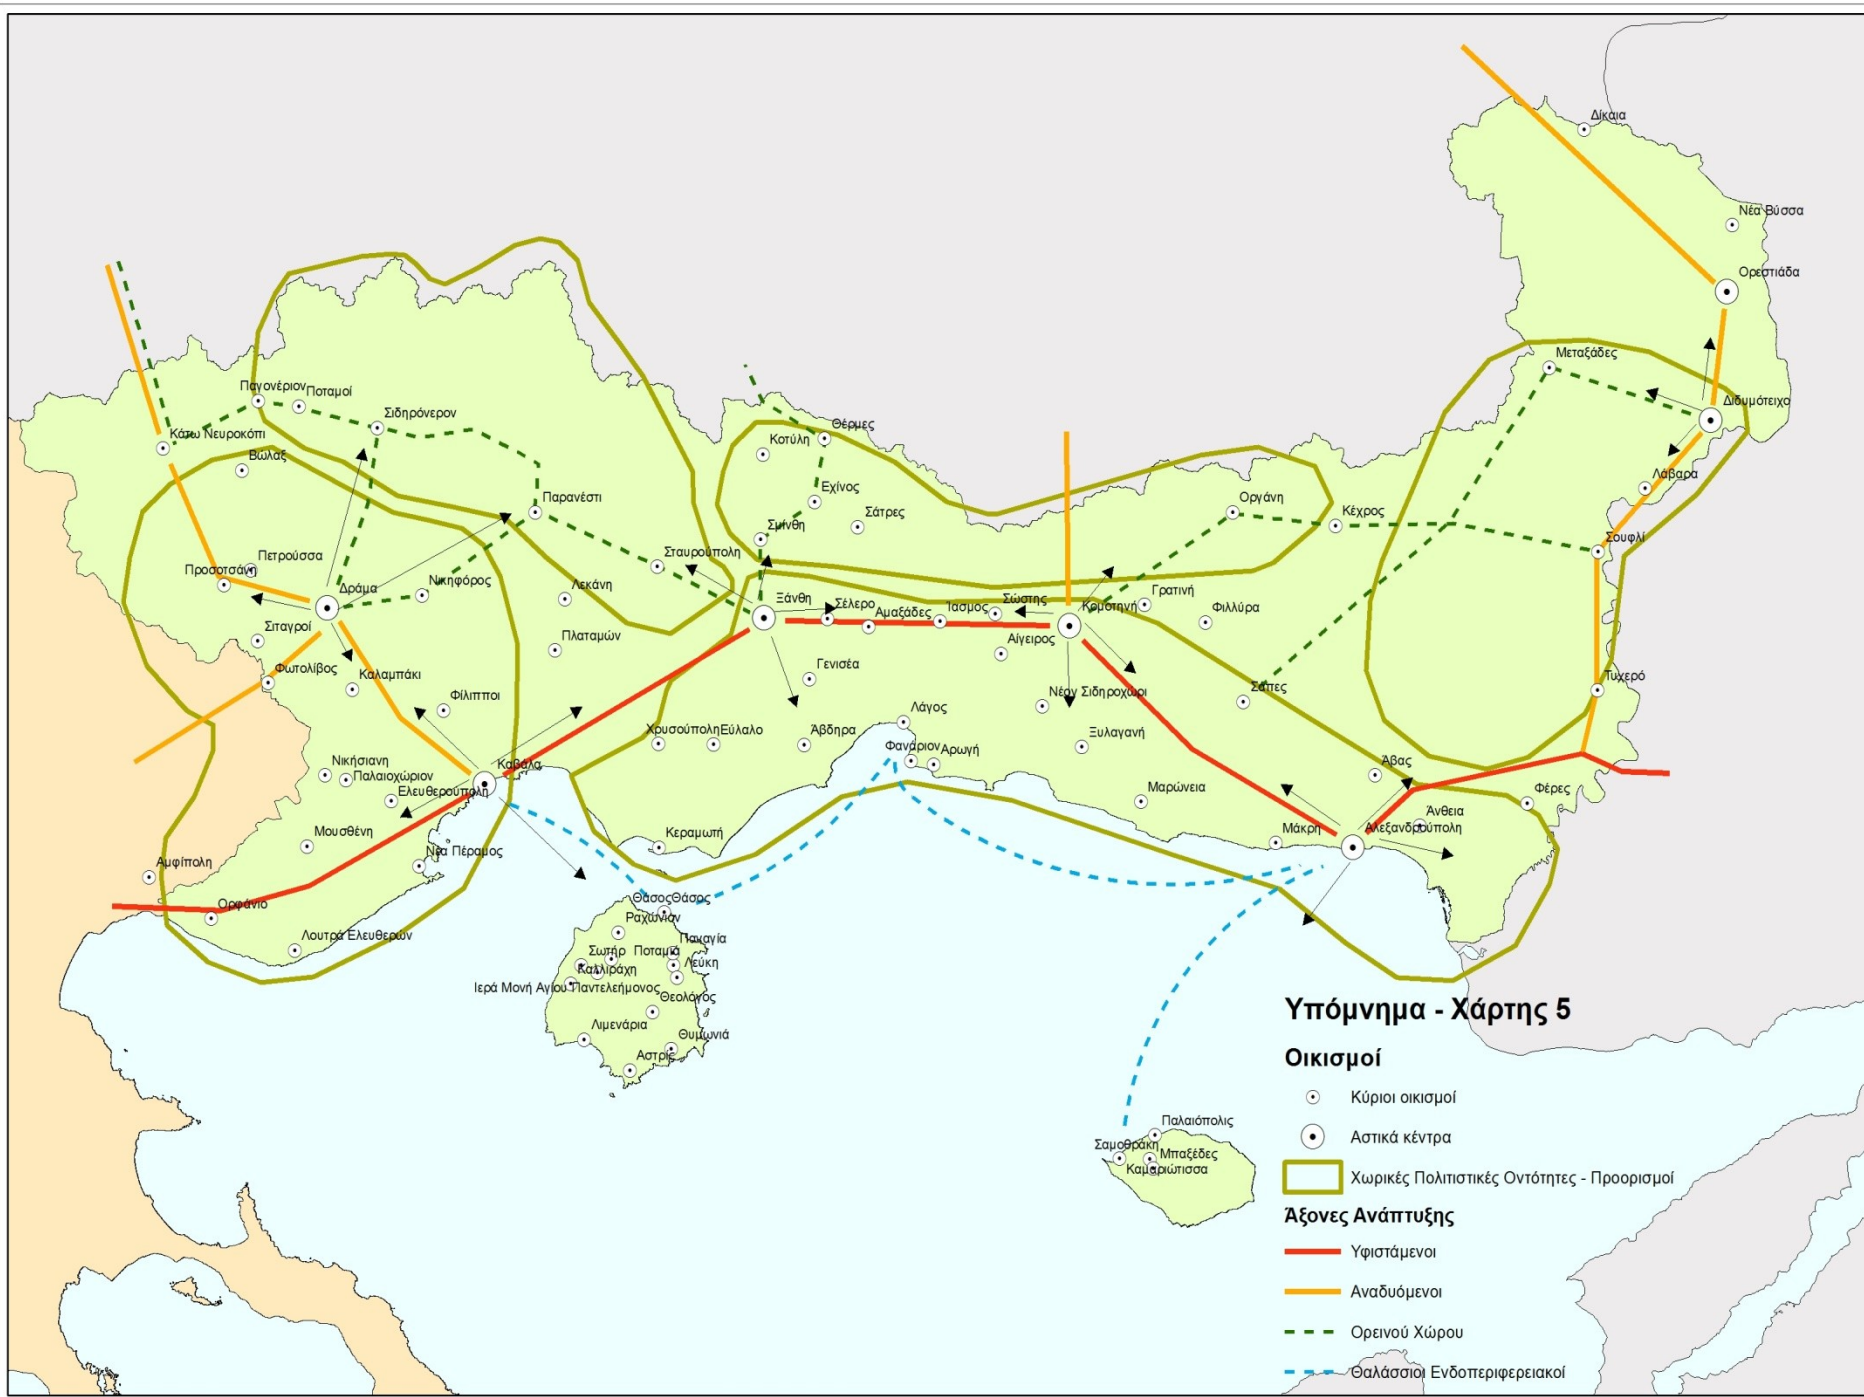 Δίκαια
Νέα Βύσσα
Ορεστιάδα
Μεταξάδες
Διδυμότειχο
Λάβαρα
Σουφλί
Τυχερό
Παγονέριον
Ποταμοί
Σιδηρόνερον
Κάτω Νευροκόπι
Βώλαξ
Παρανέστι
Θέρμες
Κοτύλη
Εχίνος
Σάτρες
Σμίνθη
Οργάνη
Κέχρος
Σταυρούπολη
Πετρούσσα
Προσοτσάνη
Δράμα
Νικηφόρος
Λεκάνη
Ξάνθη
Σέλερο
Αμαξάδες
Ίασμος
Σώστης
Κομοτηνή
Γρατινή
Φιλλύρα
Σιταγροί
Πλαταμών
Αίγειρος
Φωτολίβος
Καλαμπάκι
Φίλιπποι
Γενισέα
Νέον Σιδηροχώρι
Σάπες
Χρυσούπολη
Εύλαλο
Άβδηρα
Λάγος
Ξυλαγανή
Φανάριον
Αρωγή
Νικήσιανη
Παλαιοχώριον
Καβάλα
Ελευθερούπολη
Μαρώνεια
Άβας
Φέρες
Άνθεια
Μουσθένη
Κεραμωτή
Μάκρη
Αλεξανδρούπολη
Αμφίπολη
Νέα Πέραμος
Ορφάνιο
Λουτρά Ελευθερών
Θάσος
Θάσος
Ραχώνιον
Παναγία
Σωτήρ
Ποταμιά
Λεύκη
Καλλιράχη
Ιερά Μονή Αγίου Παντελεήμονος
Θεολόγος
Λιμενάρια
Θυμωνιά
Αστρίς
Παλαιόπολις
Σαμοθράκη
Μπαξέδες
Καμαριώτισσα
Υπόμνημα - Χάρτης 5
Οικισμοί
Κύριοι οικισμοί
Αστικά κέντρα
Χωρικές Πολιτιστικές Οντότητες - Προορισμοί
Άξονες Ανάπτυξης
Υφιστάμενοι
Αναδυόμενοι
Ορεινού Χώρου
Θαλάσσιοι Ενδοπεριφερειακοί